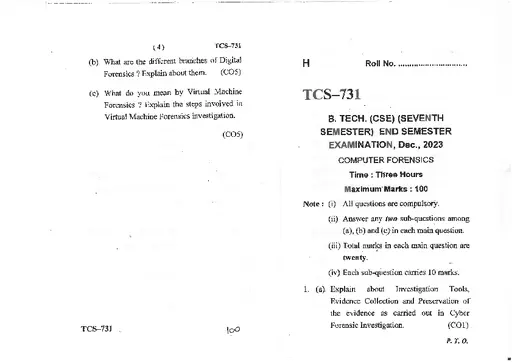 ( 4 ) TCS–731
(b) What are the different branches of Digital
Forensics ? Explain about them. (CO5)
(c) What do you mean by Virtual Machine
Forensics ? Explain the steps involved in
Virtual Machine Forensics investigation.
(CO5)
TCS–731 100
H Roll No. ..............................
TCS–731
B. TECH. (CSE) (SEVENTH
SEMESTER) END SEMESTER
EXAMINATION, Dec., 2023
COMPUTER FORENSICS
Time : Three Hours
Maximum Marks : 100
Note : (i) All questions are compulsory.
(ii) Answer any two sub-questions among
(a), (b) and (c) in each main question.
(iii) Total marks in each main question are
twenty.
(iv) Each sub-question carries 10 marks.
1. (a) Explain about Investigation Tools,
Evidence Collection and Preservation of
the evidence as carried out in Cyber
Forensic Investigation. (CO1)
P. T. O.